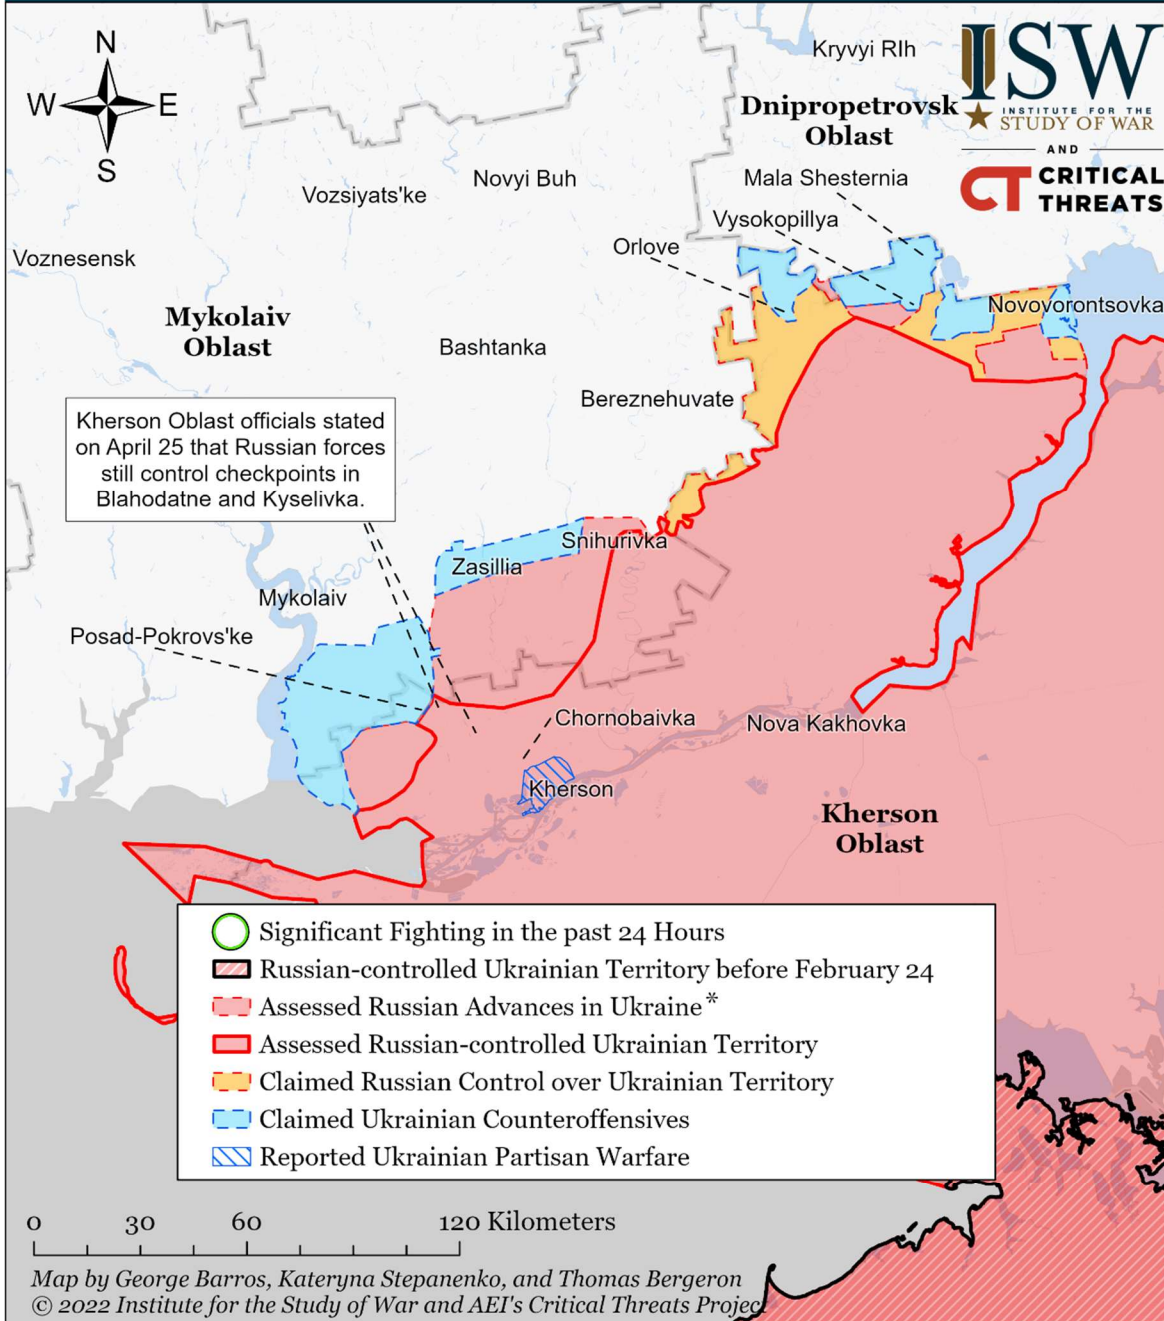 N
W E
S
Kryvyi RIh
ISW
INSTITUTE FOR THE
STUDY OF WAR
AND
CT CRITICAL
THREATS
Dnipropetrovsk
Oblast
Mala Shesternia
Vysokopillya
Orlove
Novyi Buh
Vozsiyats'ke
Voznesensk
Mykolaiv
Oblast
Novovorontsovka
Bashtanka
Bereznehuvate
Kherson Oblast officials stated
on April 25 that Russian forces
still control checkpoints in
Blahodatne and Kyselivka.
Snihurivka
Zasillia
Mykolaiv
Posad-Pokrovs'ke
Chornobaivka
Nova Kakhovka
Kherson
Kherson
Oblast
Significant Fighting in the past 24 Hours
Russian-controlled Ukrainian Territory before February 24
Assessed Russian Advances in Ukraine*
Assessed Russian-controlled Ukrainian Territory
Claimed Russian Control over Ukrainian Territory
Claimed Ukrainian Counteroffensives
Reported Ukrainian Partisan Warfare
0 30 60 120 Kilometers
Map by George Barros, Kateryna Stepanenko, and Thomas Bergeron
© 2022 Institute for the Study of War and AEI's Critical Threats Project